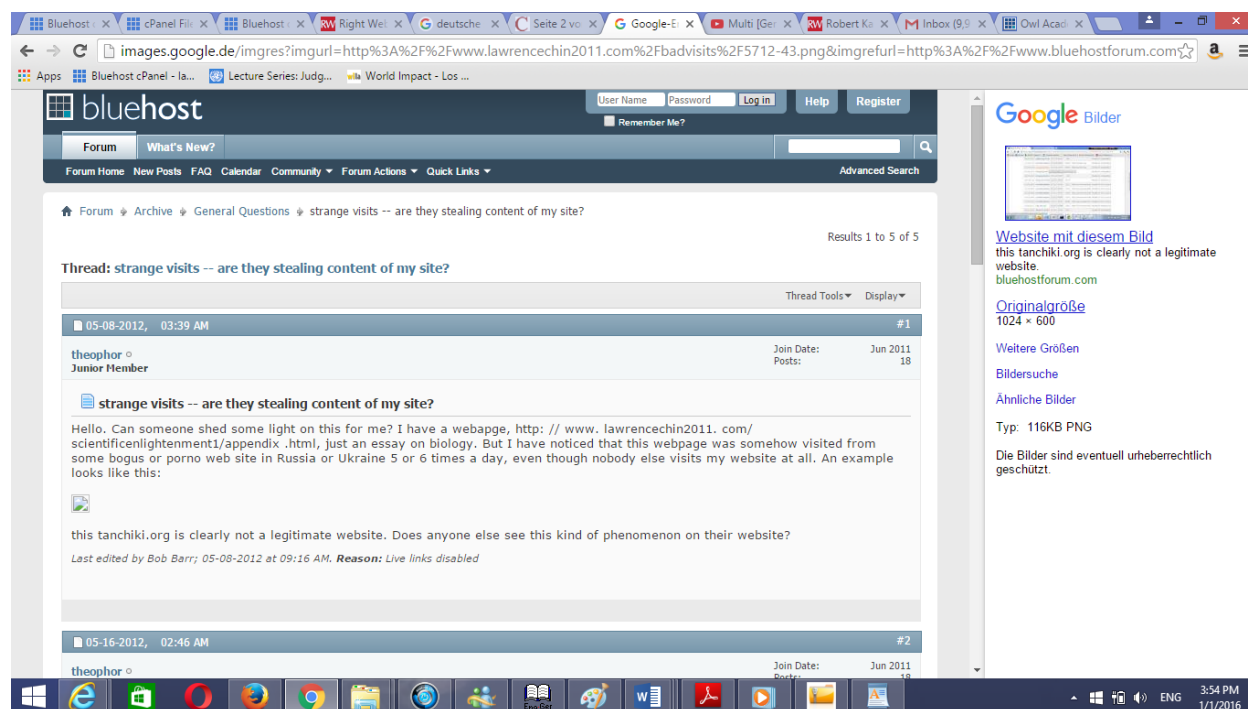 Bluehost
cPanel File
Bluehost
Right Wei
deutsche
Seite 2 vo
Google-E
Multi [Ger
Robert Ka
Inbox (9,9
Owl Acad
images.google.de/imgres?imgurl=http%3A%2F%2Fwww.lawrencechin2011.com%2Fbadvisits%2F5712-43.png&imgrefurl=http%3A%2F%2Fwww.bluehostforum.com
Apps Bluehost cPanel - la... Lecture Series: Judg... World Impact - Los ...
bluehost
User Name Password Log in Help Register
Remember Me?
Forum What's New?
Forum Home New Posts FAQ Calendar Community Forum Actions Quick Links Advanced Search
Forum Archive General Questions strange visits -- are they stealing content of my site?
Results 1 to 5 of 5
Thread: strange visits -- are they stealing content of my site?
Thread Tools Display
05-08-2012, 03:39 AM #1
theophor Join Date: Jun 2011
Junior Member Posts: 18
strange visits -- are they stealing content of my site?
Hello. Can someone shed some light on this for me? I have a webapge, http: // www. lawrencechin2011. com/
scientificenlightenment1/appendix .html, just an essay on biology. But I have noticed that this webpage was somehow visited from
some bogus or porno web site in Russia or Ukraine 5 or 6 times a day, even though nobody else visits my website at all. An example
looks like this:
this tanchiki.org is clearly not a legitimate website. Does anyone else see this kind of phenomenon on their website?
Last edited by Bob Barr; 05-08-2012 at 09:16 AM. Reason: Live links disabled
05-16-2012, 02:46 AM #2
theophor Join Date: Jun 2011
Posts: 18
Google Bilder
Website mit diesem Bild
this tanchiki.org is clearly not a legitimate
website.
bluehostforum.com
Originalgröße
1024 × 600
Weitere Größen
Bildersuche
Ähnliche Bilder
Typ: 116KB PNG
Die Bilder sind eventuell urheberrechtlich
geschützt.
Eng Ger
ENG
3:54 PM
1/1/2016